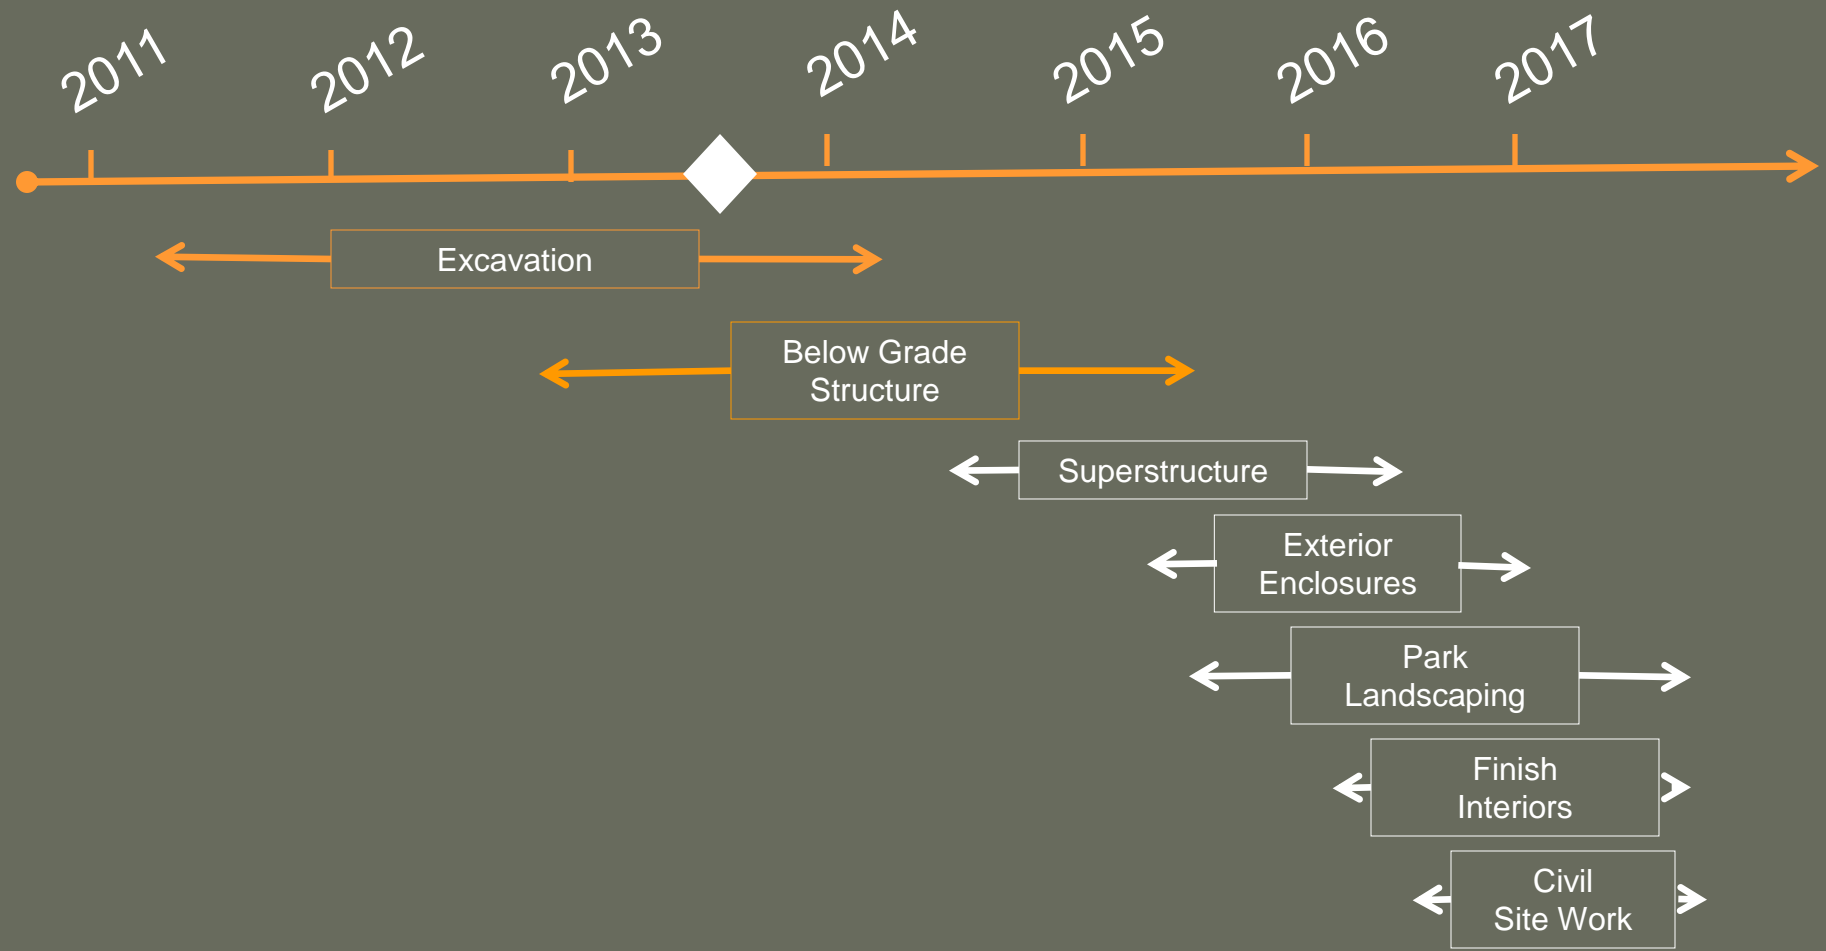 2011
2012
2013
2014
2015
2016
2017
Excavation
Below Grade
Structure
Superstructure
Exterior
Enclosures
Park
Landscaping
Finish
Interiors
Civil
Site Work